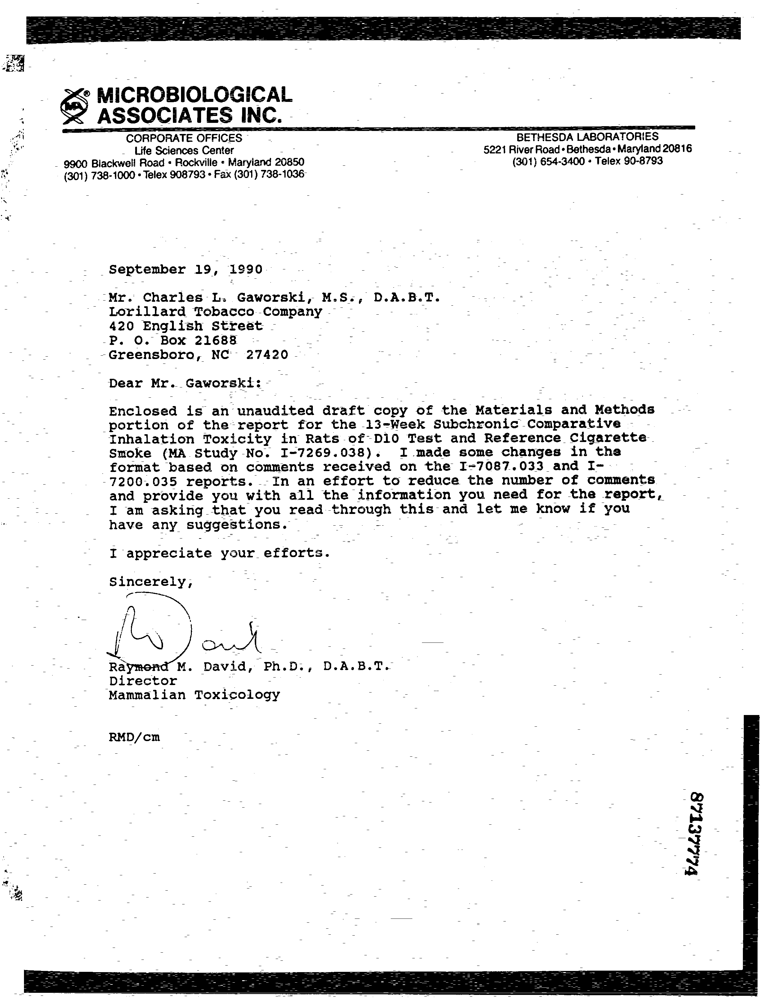 MICROBIOLOGICAL
ASSOCIATES INC.
CORPORATE OFFICES
Life Sciences Center
9900 Blackwell Road • Rockville • Maryland 20850
(301) 738-1000 • Telex 908793 • Fax (301) 738-1036
BETHESDA LABORATORIES
5221 River Road • Bethesda • Maryland 20816
(301) 654-3400 • Telex 90-8793
September 19, 1990
Mr. Charles L. Gaworski, M.S., D.A.B.T.
Lorillard Tobacco Company
420 English Street
P. O. Box 21688
Greensboro, NC 27420
Dear Mr. Gaworski:
Enclosed is an unaudited draft copy of the Materials and Methods
portion of the report for the 13-Week Subchronic Comparative
Inhalation Toxicity in Rats of D10 Test and Reference Cigarette
Smoke (MA Study No. I-7269.038). I made some changes in the
format based on comments received on the I-7087.033 and I-
7200.035 reports. In an effort to reduce the number of comments
and provide you with all the information you need for the report,
I am asking that you read through this and let me know if you
have any suggestions.
I appreciate your efforts.
Sincerely,
Raymond M. David, Ph.D., D.A.B.T.
Director
Mammalian Toxicology
RMD/cm
87137774